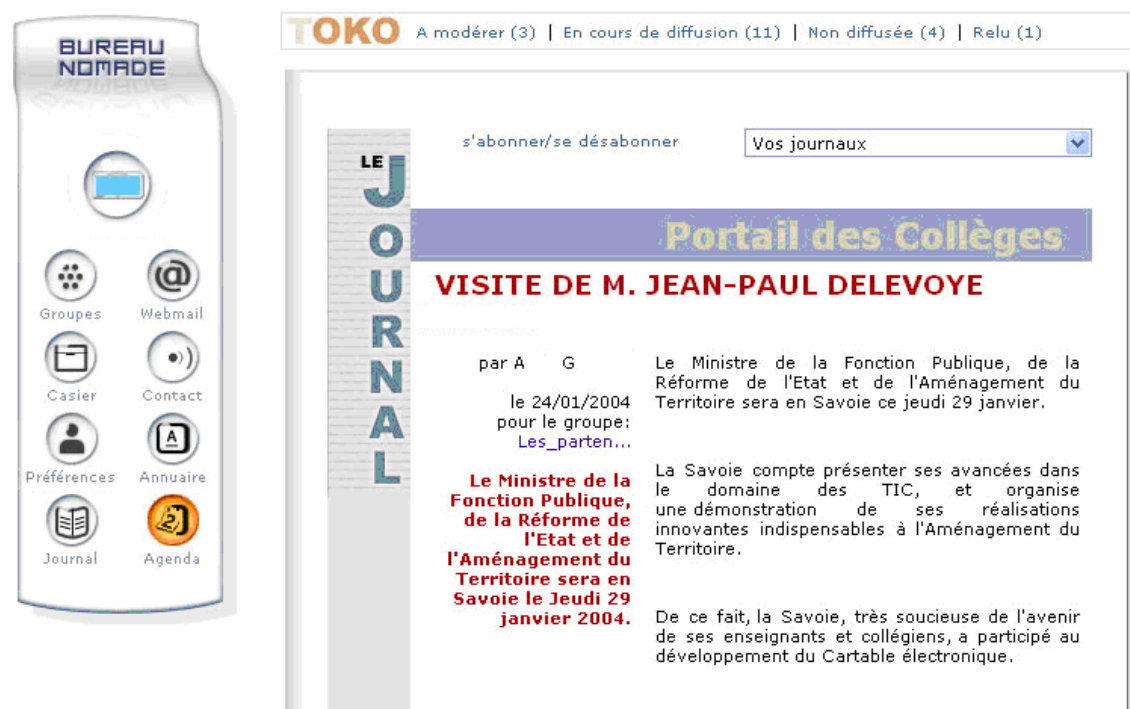 BUREAU
NOMADE
Groupes
Webmail
Casier
Contact
Préférences
Annuaire
Journal
Agenda
TOKO A modérer (3) | En cours de diffusion (11) | Non diffusée (4) | Relu (1)
s'abonner/se désabonner
Vos journaux
LE
JOURNAL
Portail des Collèges
VISITE DE M. JEAN-PAUL DELEVOYE
par A G
le 24/01/2004
pour le groupe:
Les_parten...
Le Ministre de la
Fonction Publique,
de la Réforme de
l'Etat et de
l'Aménagement du
Territoire sera en
Savoie le Jeudi 29
janvier 2004.
Le Ministre de la Fonction Publique, de la
Réforme de l'Etat et de l'Aménagement du
Territoire sera en Savoie ce jeudi 29 janvier.
La Savoie compte présenter ses avancées dans
le domaine des TIC, et organise
une démonstration de ses réalisations
innovantes indispensables à l'Aménagement du
Territoire.
De ce fait, la Savoie, très soucieuse de l'avenir
de ses enseignants et collégiens, a participé au
développement du Cartable électronique.